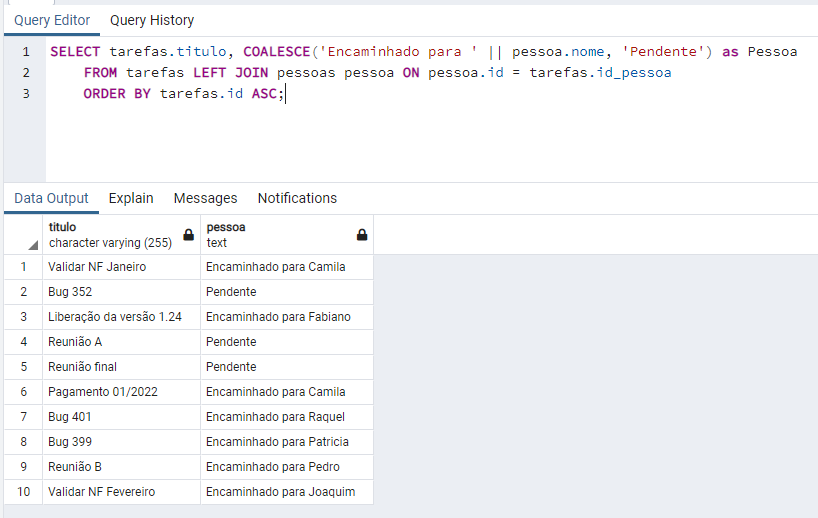 Query Editor Query History
1 SELECT tarefas.titulo, COALESCE('Encaminhado para ' || pessoa.nome, 'Pendente') as Pessoa
2 FROM tarefas LEFT JOIN pessoas pessoa ON pessoa.id = tarefas.id_pessoa
3 ORDER BY tarefas.id ASC;
Data Output Explain Messages Notifications
titulo pessoa
character varying (255) text
1 Validar NF Janeiro Encaminhado para Camila
2 Bug 352 Pendente
3 Liberação da versão 1.24 Encaminhado para Fabiano
4 Reunião A Pendente
5 Reunião final Pendente
6 Pagamento 01/2022 Encaminhado para Camila
7 Bug 401 Encaminhado para Raquel
8 Bug 399 Encaminhado para Patricia
9 Reunião B Encaminhado para Pedro
10 Validar NF Fevereiro Encaminhado para Joaquim